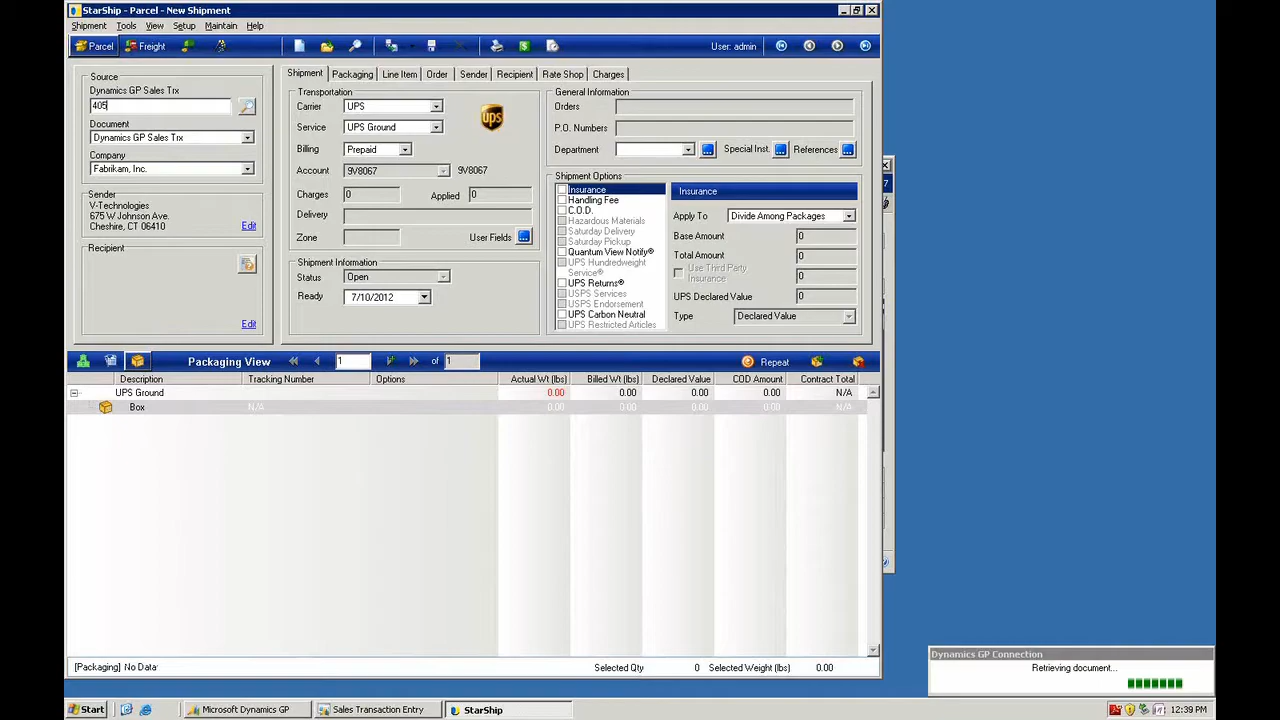 StarShip - Parcel - New Shipment
Shipment Tools View Setup Maintain Help
Parcel Freight User: admin
Source
Dynamics GP Sales Trx
405
Document
Dynamics GP Sales Trx
Company
Fabrikam, Inc.
Sender
V-Technologies
675 W Johnson Ave.
Cheshire, CT 06410
Edit
Recipient
Edit
Shipment Packaging Line Item Order Sender Recipient Rate Shop Charges
Transportation
Carrier UPS
ups
Service UPS Ground
Billing Prepaid
Account 9V8067 9V8067
Charges 0 Applied 0
Delivery
Zone User Fields
Shipment Information
Status Open
Ready 7/10/2012
General Information
Orders
P.O. Numbers
Department Special Inst. References
Shipment Options
Insurance
Handling Fee
C.O.D.
Hazardous Materials
Saturday Delivery
Saturday Pickup
Quantum View Notify®
UPS Hundredweight
Service®
UPS Returns®
USPS Services
USPS Endorsement
UPS Carbon Neutral
UPS Restricted Articles
Insurance
Apply To Divide Among Packages
Base Amount 0
Total Amount 0
Use Third Party
Insurance 0
UPS Declared Value 0
Type Declared Value
Packaging View 1 of 1 Repeat
Description Tracking Number Options Actual Wt (lbs) Billed Wt (lbs) Declared Value COD Amount Contract Total
UPS Ground 0.00 0.00 0.00 0.00 N/A
Box N/A 0.00 0.00 0.00 0.00 N/A
[Packaging] No Data Selected Qty 0 Selected Weight (lbs) 0.00
Dynamics GP Connection
Retrieving document...
Start Microsoft Dynamics GP Sales Transaction Entry StarShip 12:39 PM